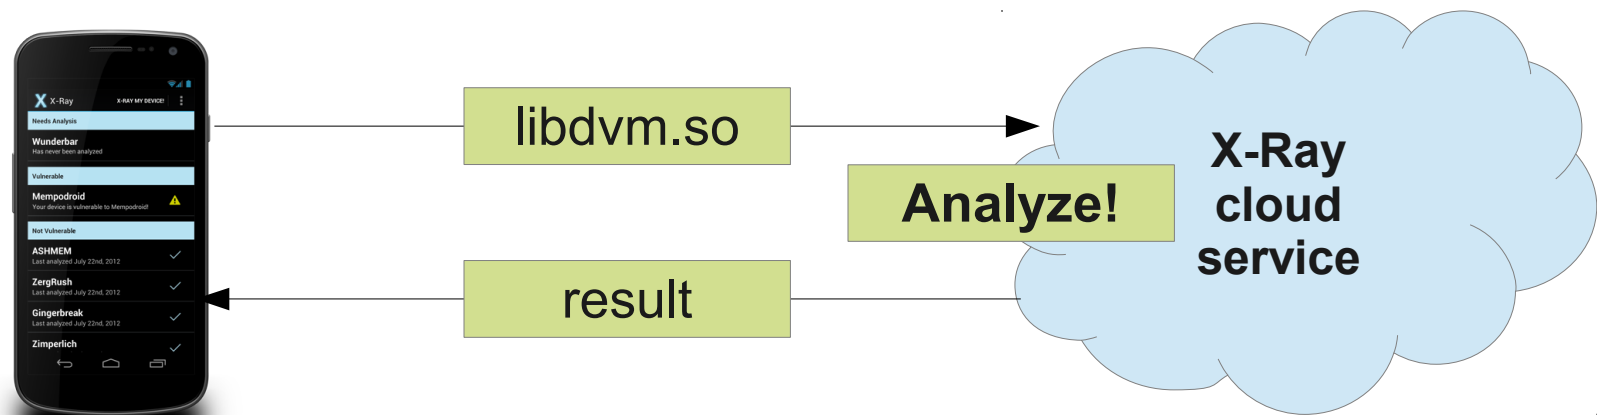 X X-Ray X-RAY MY DEVICE!
Needs Analysis
Wunderbar
Has never been analyzed
Vulnerable
Mempodroid
Your device is vulnerable to Mempodroid!
Not Vulnerable
ASHMEM
Last analyzed July 22nd, 2012
ZergRush
Last analyzed July 22nd, 2012
Gingerbreak
Last analyzed July 22nd, 2012
Zimperlich
libdvm.so
Analyze!
result
X-Ray
cloud
service